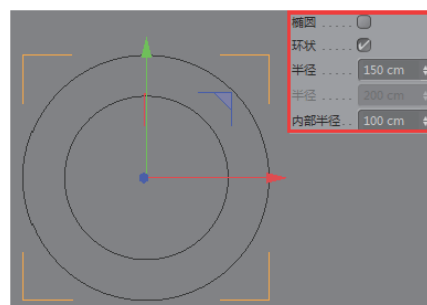 椭圆 .....
环状 .....
半径 ..... 150 cm
半径 ..... 200 cm
内部半径.. 100 cm